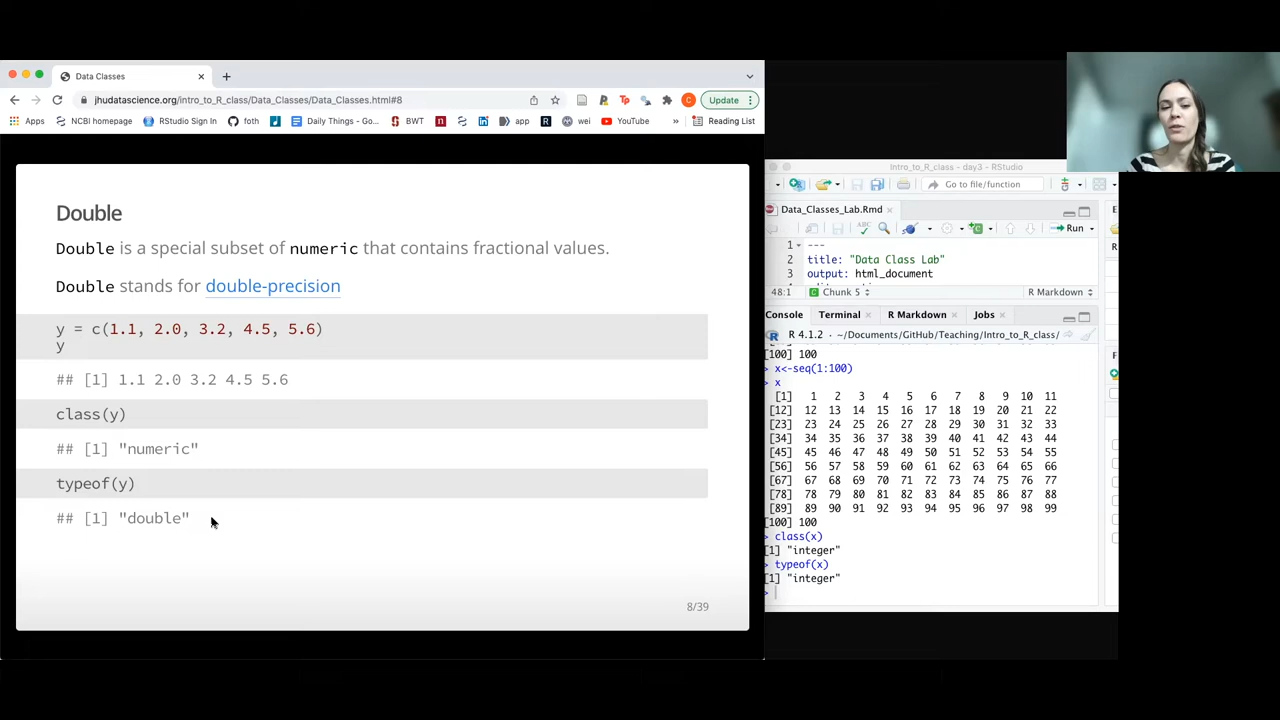 Data Classes
jhudatascience.org/intro_to_R_class/Data_Classes/Data_Classes.html#8
Update
Apps NCBI homepage RStudio Sign In foth Daily Things - Go... BWT app wei YouTube » Reading List
Double
Double is a special subset of numeric that contains fractional values.
Double stands for double-precision
y = c(1.1, 2.0, 3.2, 4.5, 5.6)
y
## [1] 1.1 2.0 3.2 4.5 5.6
class(y)
## [1] "numeric"
typeof(y)
## [1] "double"
8/39
Intro_to_R_class - day3 - RStudio
Go to file/function
Data_Classes_Lab.Rmd
Run
1 ---
2 title: "Data Class Lab"
3 output: html_document
48:1 Chunk 5 R Markdown
Console Terminal R Markdown Jobs
R 4.1.2 · ~/Documents/GitHub/Teaching/Intro_to_R_class/
[100] 100
> x<-seq(1:100)
> x
[1] 1 2 3 4 5 6 7 8 9 10 11
[12] 12 13 14 15 16 17 18 19 20 21 22
[23] 23 24 25 26 27 28 29 30 31 32 33
[34] 34 35 36 37 38 39 40 41 42 43 44
[45] 45 46 47 48 49 50 51 52 53 54 55
[56] 56 57 58 59 60 61 62 63 64 65 66
[67] 67 68 69 70 71 72 73 74 75 76 77
[78] 78 79 80 81 82 83 84 85 86 87 88
[89] 89 90 91 92 93 94 95 96 97 98 99
[100] 100
> class(x)
[1] "integer"
> typeof(x)
[1] "integer"
>